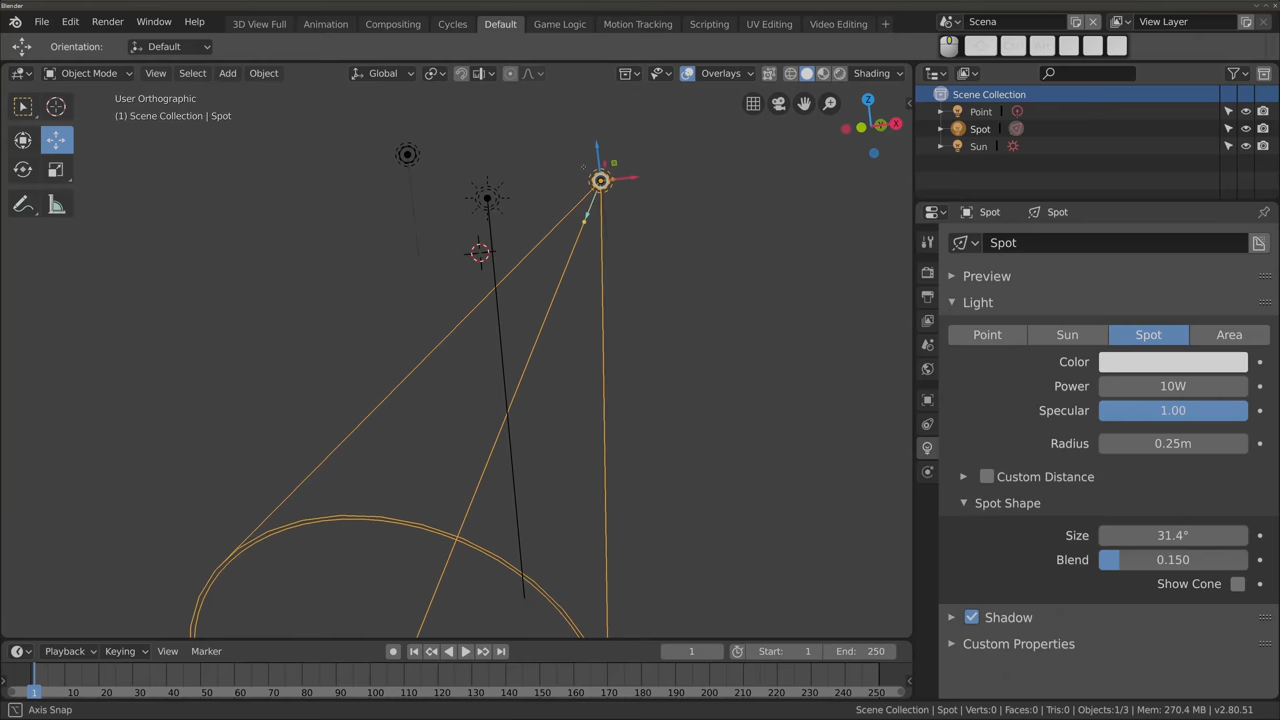 Blender
File Edit Render Window Help
3D View Full Animation Compositing Cycles Default Game Logic Motion Tracking Scripting UV Editing Video Editing +
Scena
View Layer
Orientation: Default
Ctrl Alt
Object Mode View Select Add Object
Global
Overlays
Shading
User Orthographic
(1) Scene Collection | Spot
Z
Y
X
Scene Collection
Point
Spot
Sun
Spot Spot
Spot
Preview
Light
Point Sun Spot Area
Color
Power 10W
Specular 1.00
Radius 0.25m
Custom Distance
Spot Shape
Size 31.4°
Blend 0.150
Show Cone
Shadow
Custom Properties
Playback Keying View Marker
1
Start: 1 End: 250
1 10 20 30 40 50 60 70 80 90 100 110 120 130 140 150 160 170 180 190 200 210 220 230 240 250
Axis Snap
Scene Collection | Spot | Verts:0 | Faces:0 | Tris:0 | Objects:1/3 | Mem: 270.4 MB | v2.80.51